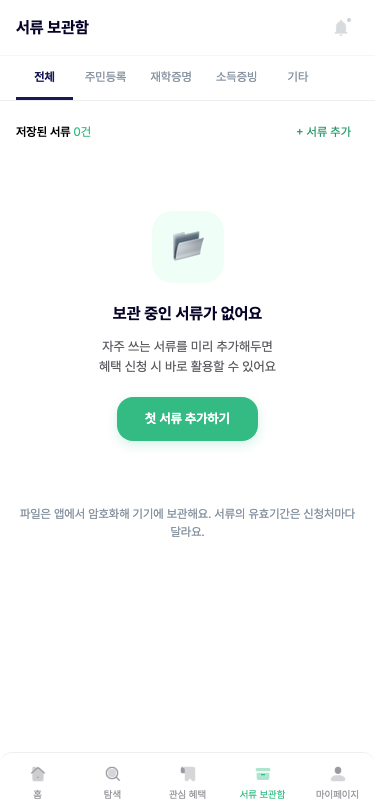 서류 보관함
전체 주민등록 재학증명 소득증빙 기타
저장된 서류 0건 + 서류 추가
보관 중인 서류가 없어요
자주 쓰는 서류를 미리 추가해두면
혜택 신청 시 바로 활용할 수 있어요
첫 서류 추가하기
파일은 앱에서 암호화해 기기에 보관해요. 서류의 유효기간은 신청처마다
달라요.
홈 탐색 관심 혜택 서류 보관함 마이페이지